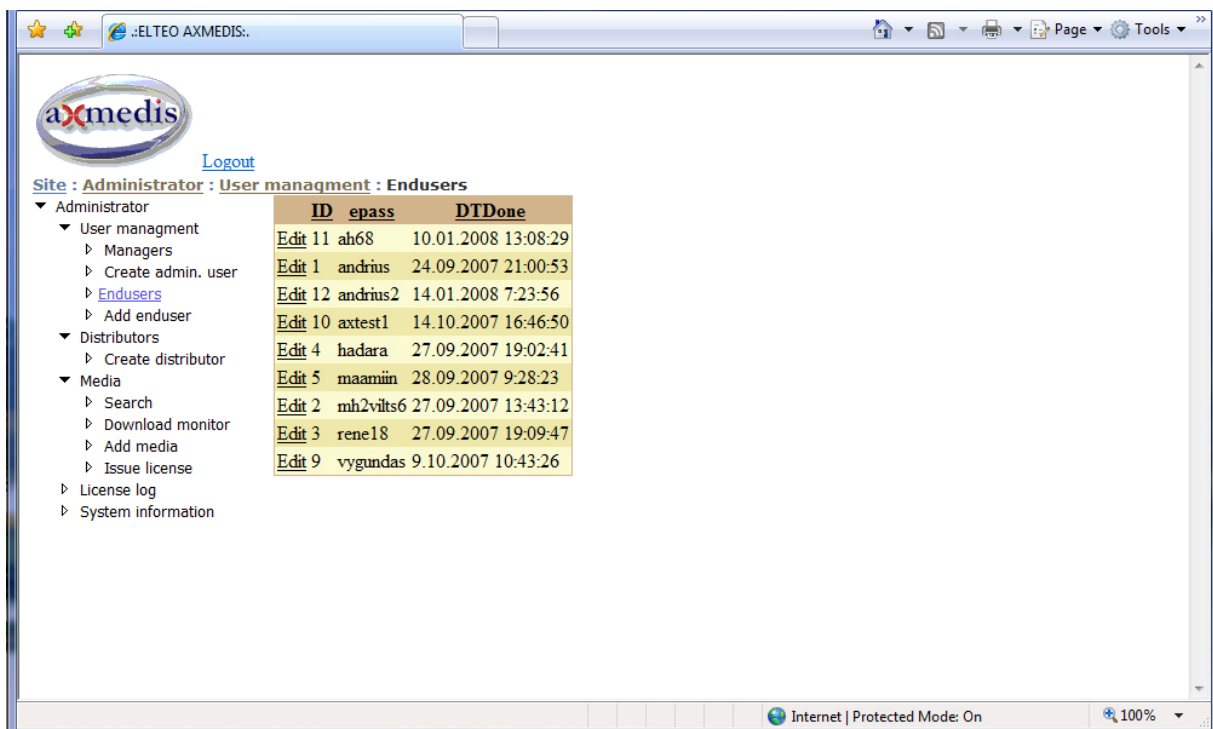 .:ELTEO AXMEDIS:.
Page
Tools
axmedis
Logout
Site : Administrator : User managment : Endusers
Administrator
User managment
Managers
Create admin. user
Endusers
Add enduser
Distributors
Create distributor
Media
Search
Download monitor
Add media
Issue license
License log
System information
ID epass DTDone
Edit 11 ah68 10.01.2008 13:08:29
Edit 1 andrius 24.09.2007 21:00:53
Edit 12 andrius2 14.01.2008 7:23:56
Edit 10 axtest1 14.10.2007 16:46:50
Edit 4 hadara 27.09.2007 19:02:41
Edit 5 maamiin 28.09.2007 9:28:23
Edit 2 mh2vilts6 27.09.2007 13:43:12
Edit 3 rene18 27.09.2007 19:09:47
Edit 9 vygundas 9.10.2007 10:43:26
Internet | Protected Mode: On
100%